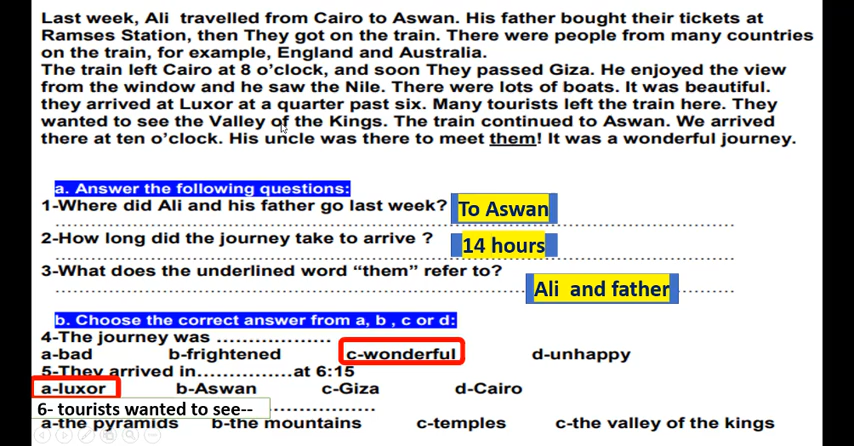 Last week, Ali travelled from Cairo to Aswan. His father bought their tickets at
Ramses Station, then They got on the train. There were people from many countries
on the train, for example, England and Australia.
The train left Cairo at 8 o'clock, and soon They passed Giza. He enjoyed the view
from the window and he saw the Nile. There were lots of boats. It was beautiful.
they arrived at Luxor at a quarter past six. Many tourists left the train here. They
wanted to see the Valley of the Kings. The train continued to Aswan. We arrived
there at ten o'clock. His uncle was there to meet them! It was a wonderful journey.
a. Answer the following questions:
1-Where did Ali and his father go last week? To Aswan
2-How long did the journey take to arrive ? 14 hours
3-What does the underlined word “them” refer to?
Ali and father
b. Choose the correct answer from a, b , c or d:
4-The journey was ...................
a-bad b-frightened c-wonderful d-unhappy
5-They arrived in...............at 6:15
a-luxor b-Aswan c-Giza d-Cairo
6- tourists wanted to see-- ...................
a-the pyramids b-the mountains c-temples c-the valley of the kings